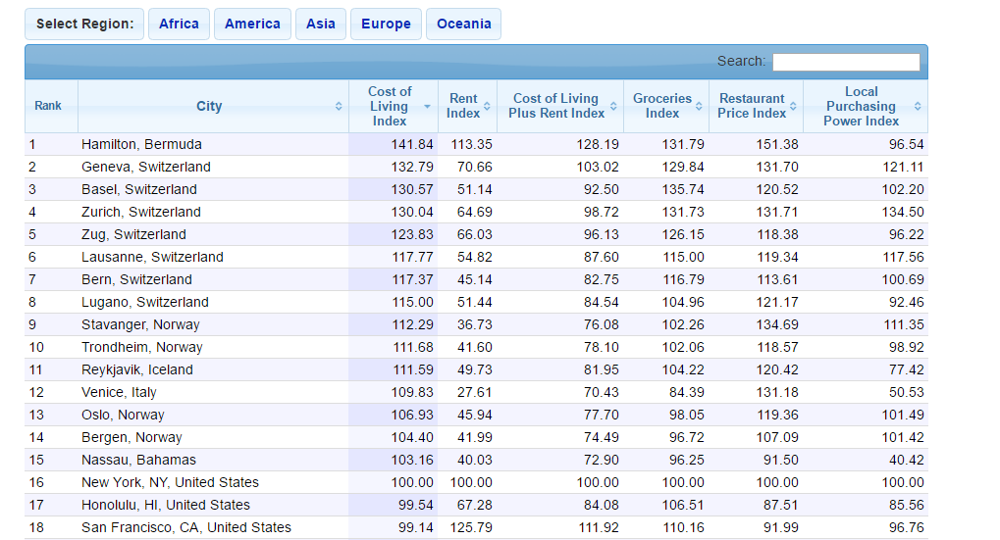 Select Region: Africa America Asia Europe Oceania
Search:
Rank City Cost of Living Index Rent Index Cost of Living Plus Rent Index Groceries Index Restaurant Price Index Local Purchasing Power Index
1 Hamilton, Bermuda 141.84 113.35 128.19 131.79 151.38 96.54
2 Geneva, Switzerland 132.79 70.66 103.02 129.84 131.70 121.11
3 Basel, Switzerland 130.57 51.14 92.50 135.74 120.52 102.20
4 Zurich, Switzerland 130.04 64.69 98.72 131.73 131.71 134.50
5 Zug, Switzerland 123.83 66.03 96.13 126.15 118.38 96.22
6 Lausanne, Switzerland 117.77 54.82 87.60 115.00 119.34 117.56
7 Bern, Switzerland 117.37 45.14 82.75 116.79 113.61 100.69
8 Lugano, Switzerland 115.00 51.44 84.54 104.96 121.17 92.46
9 Stavanger, Norway 112.29 36.73 76.08 102.26 134.69 111.35
10 Trondheim, Norway 111.68 41.60 78.10 102.06 118.57 98.92
11 Reykjavik, Iceland 111.59 49.73 81.95 104.22 120.42 77.42
12 Venice, Italy 109.83 27.61 70.43 84.39 131.18 50.53
13 Oslo, Norway 106.93 45.94 77.70 98.05 119.36 101.49
14 Bergen, Norway 104.40 41.99 74.49 96.72 107.09 101.42
15 Nassau, Bahamas 103.16 40.03 72.90 96.25 91.50 40.42
16 New York, NY, United States 100.00 100.00 100.00 100.00 100.00 100.00
17 Honolulu, HI, United States 99.54 67.28 84.08 106.51 87.51 85.56
18 San Francisco, CA, United States 99.14 125.79 111.92 110.16 91.99 96.76